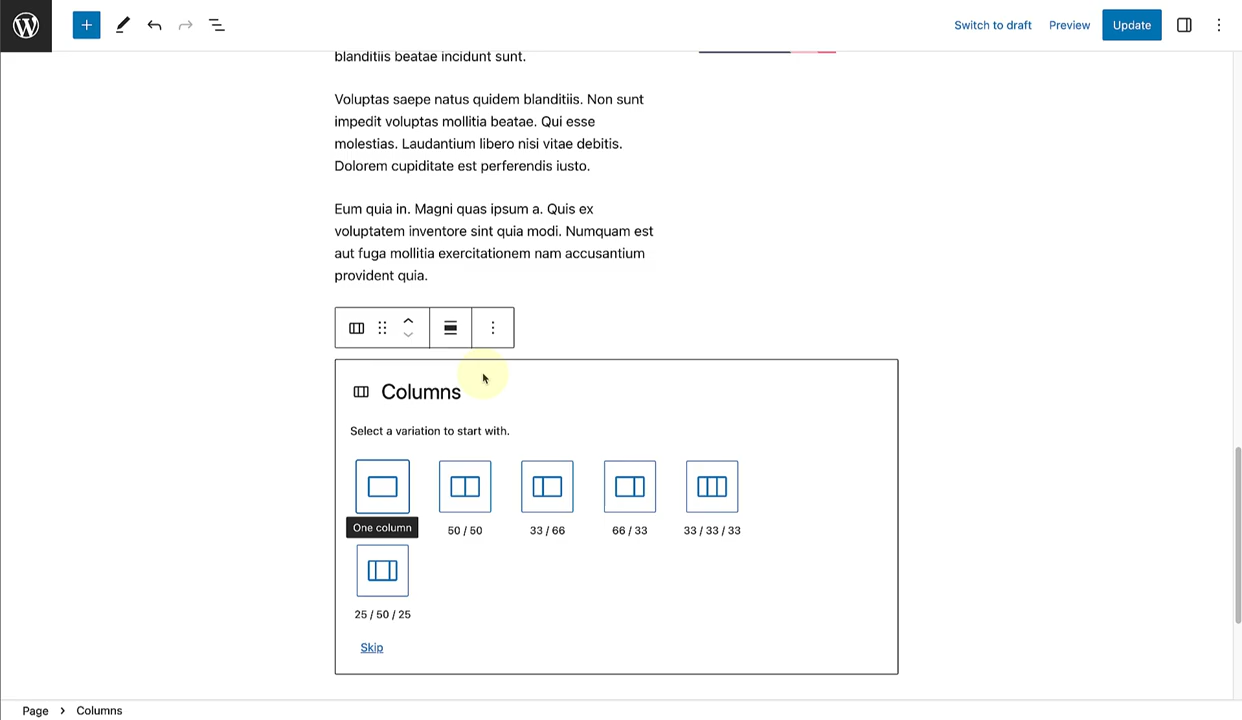 Switch to draft Preview Update
blanditiis beatae incidunt sunt.
Voluptas saepe natus quidem blanditiis. Non sunt
impedit voluptas mollitia beatae. Qui esse
molestias. Laudantium libero nisi vitae debitis.
Dolorem cupiditate est perferendis iusto.
Eum quia in. Magni quas ipsum a. Quis ex
voluptatem inventore sint quia modi. Numquam est
aut fuga mollitia exercitationem nam accusantium
provident quia.
Columns
Select a variation to start with.
One column 50 / 50 33 / 66 66 / 33 33 / 33 / 33
25 / 50 / 25
Skip
Page > Columns